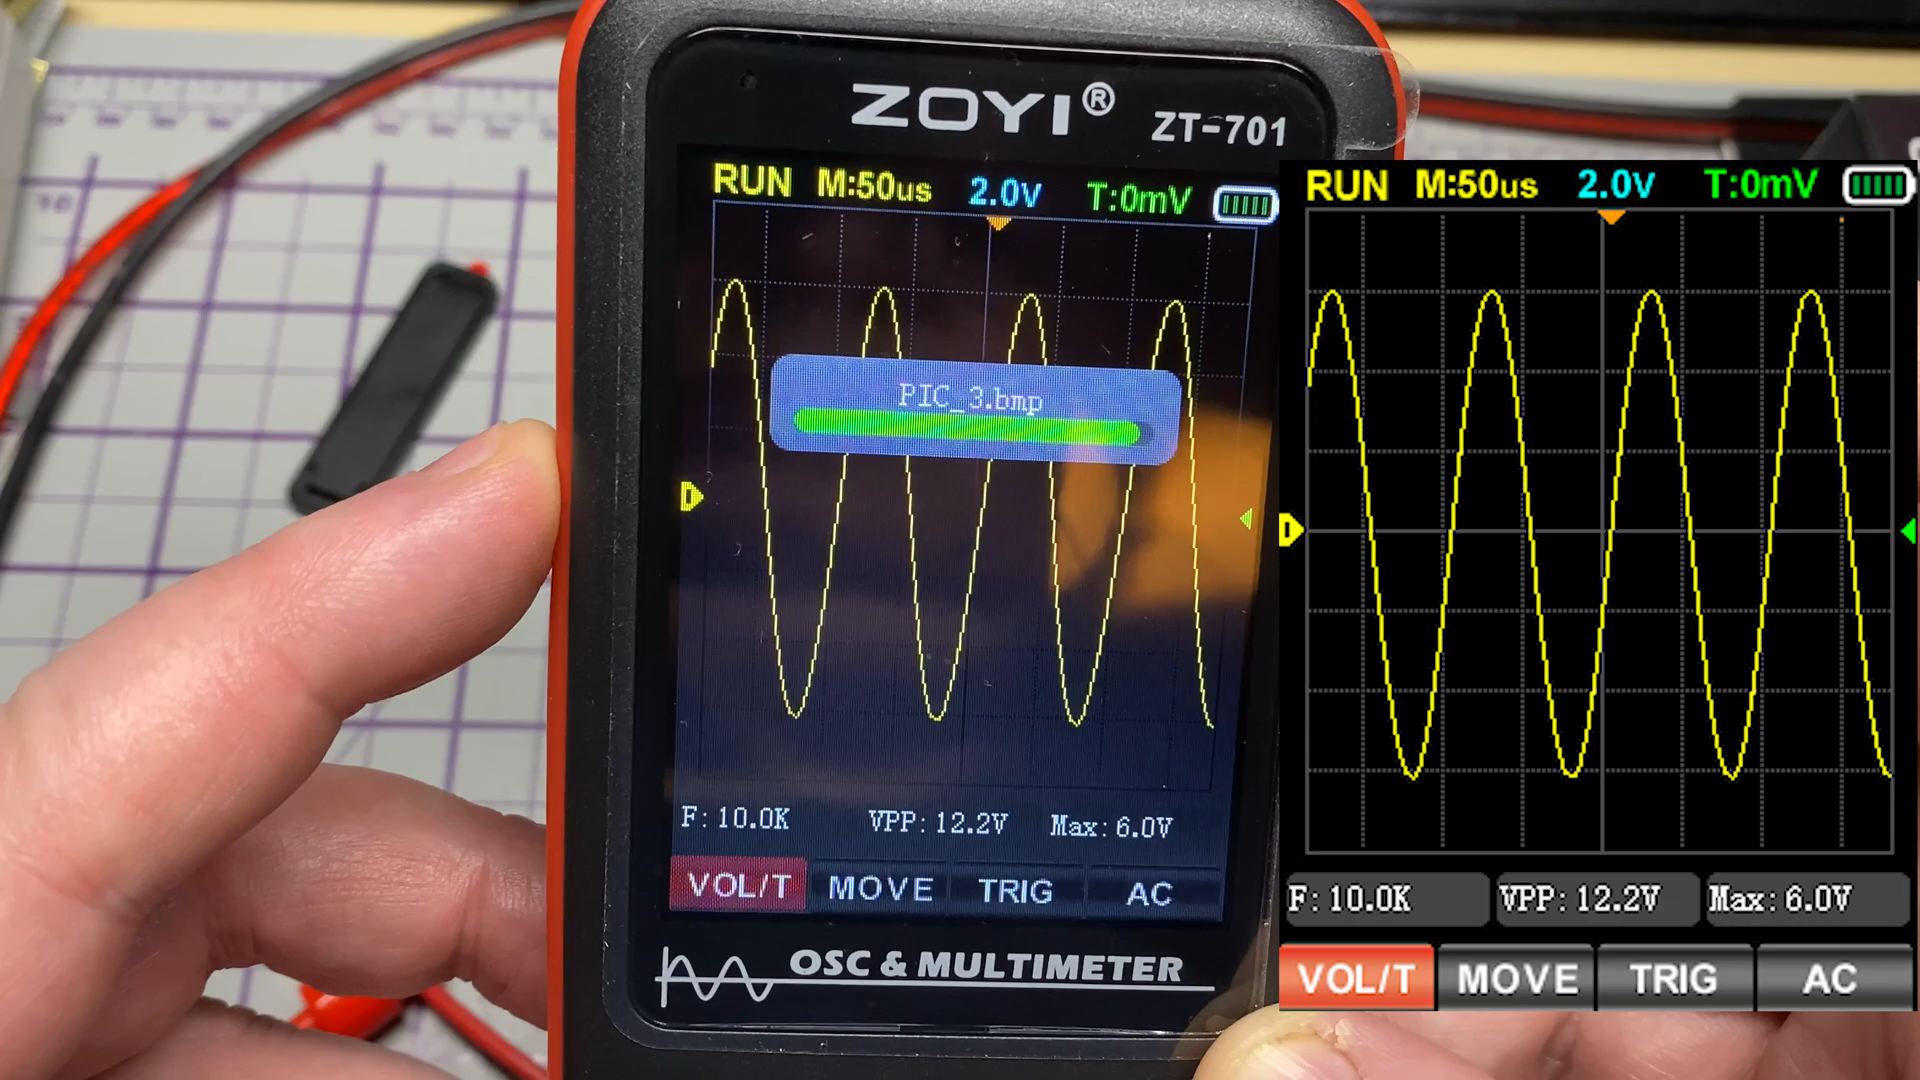 ZOYI®
ZT-701
RUN M:50us 2.0V T:0mV
PIC_3.bmp
F: 10.0K VPP: 12.2V Max: 6.0V
VOL/T MOVE TRIG AC
OSC & MULTIMETER
RUN M:50us 2.0V T:0mV
F: 10.0K VPP: 12.2V Max: 6.0V
VOL/T MOVE TRIG AC